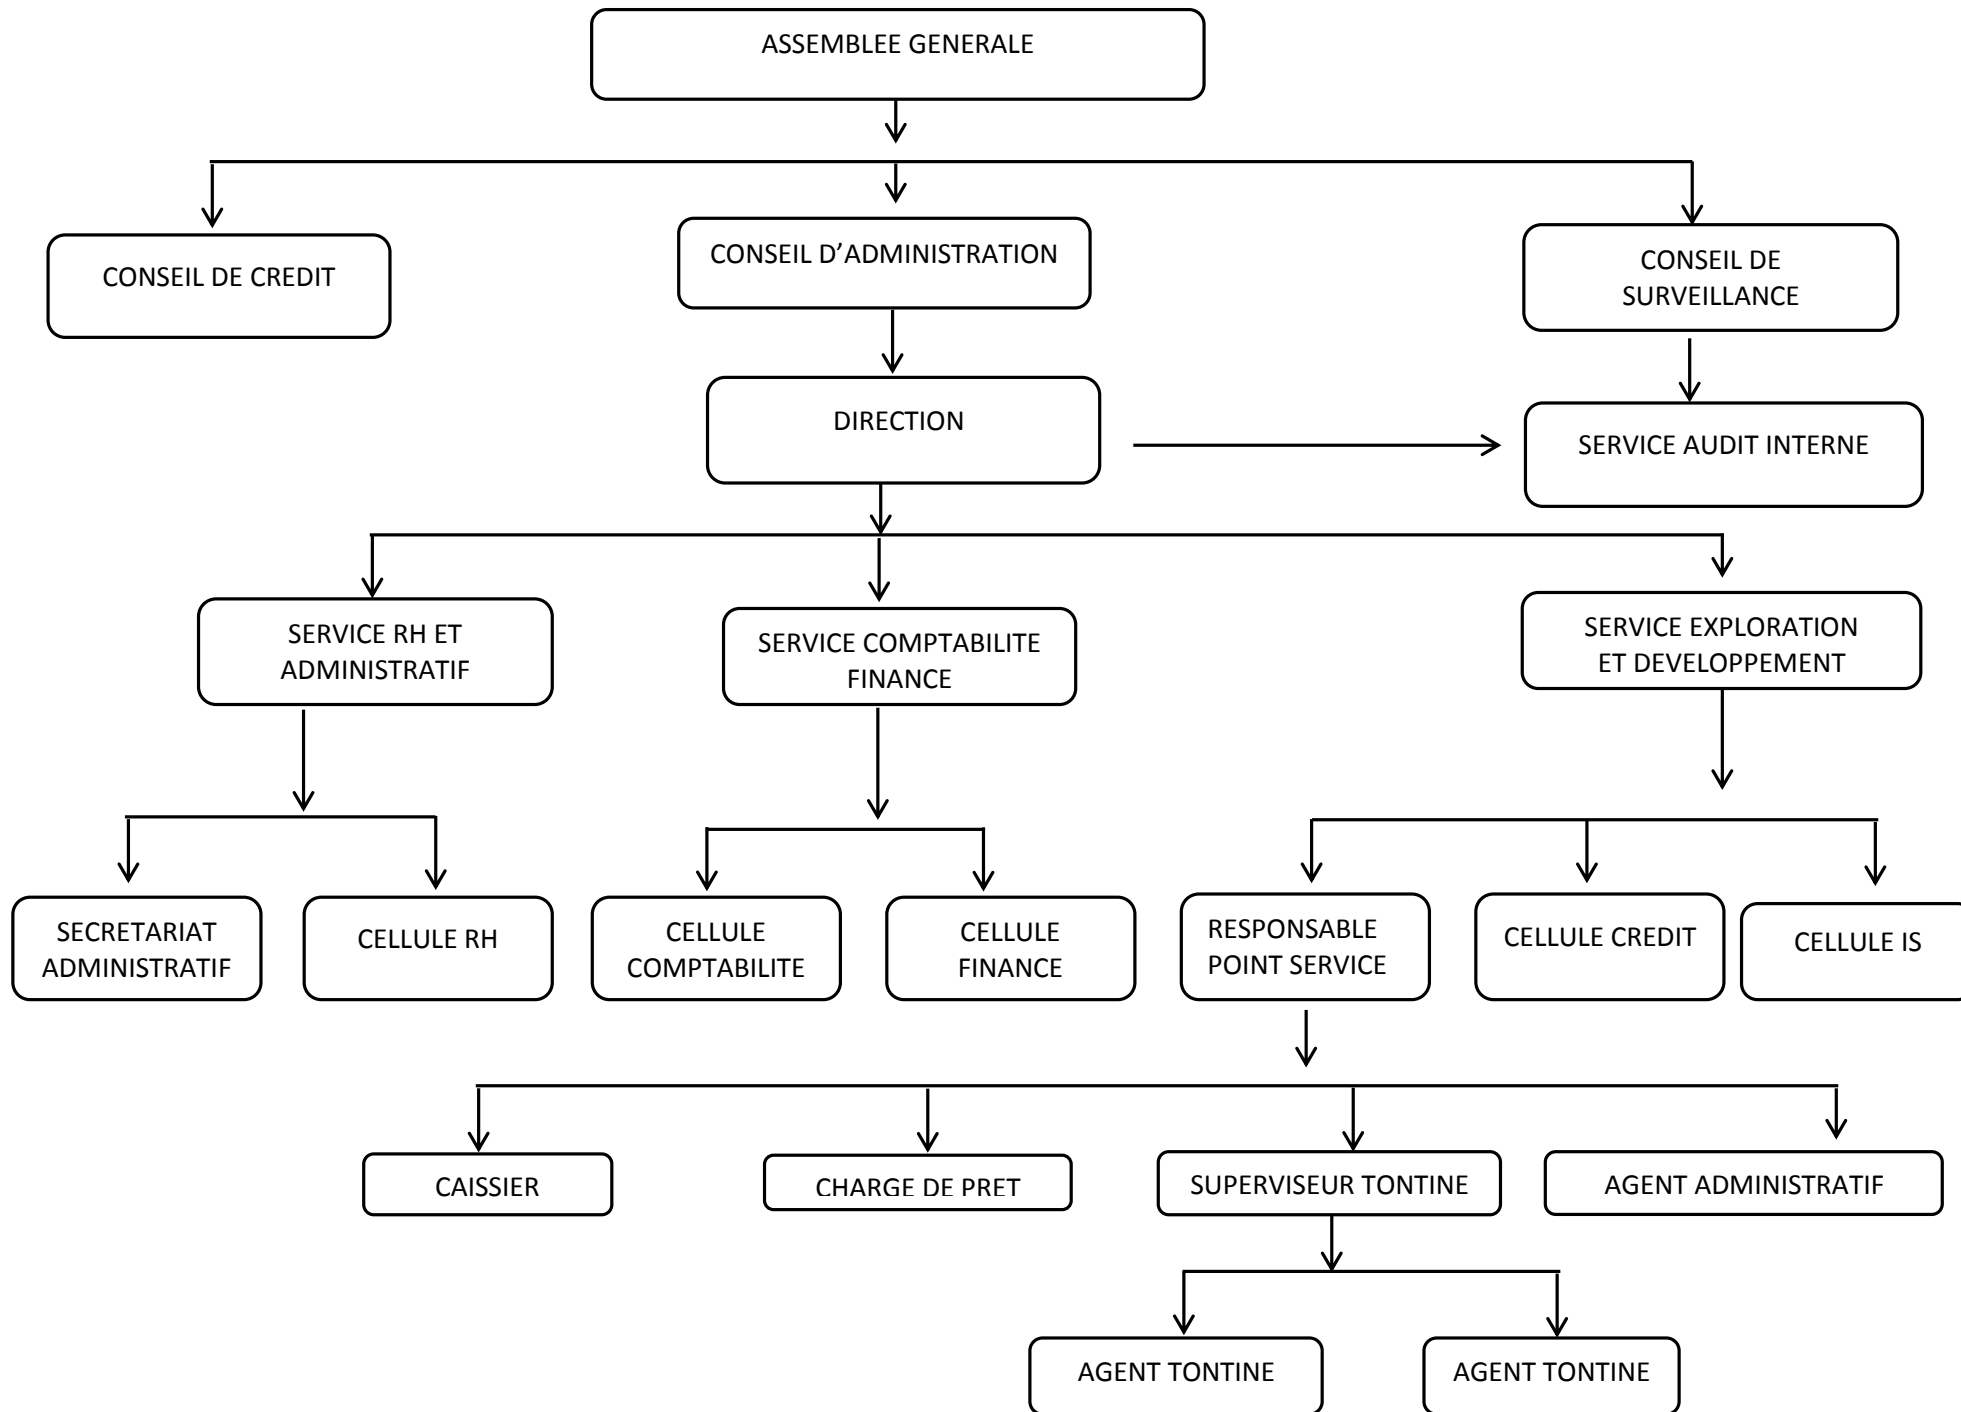 ASSEMBLEE GENERALE
CONSEIL DE CREDIT
CONSEIL D’ADMINISTRATION
CONSEIL DE
SURVEILLANCE
DIRECTION
SERVICE AUDIT INTERNE
SERVICE RH ET
ADMINISTRATIF
SERVICE COMPTABILITE
FINANCE
SERVICE EXPLORATION
ET DEVELOPPEMENT
SECRETARIAT
ADMINISTRATIF
CELLULE RH
CELLULE
COMPTABILITE
CELLULE
FINANCE
RESPONSABLE
POINT SERVICE
CELLULE CREDIT
CELLULE IS
CAISSIER
CHARGE DE PRET
SUPERVISEUR TONTINE
AGENT ADMINISTRATIF
AGENT TONTINE
AGENT TONTINE